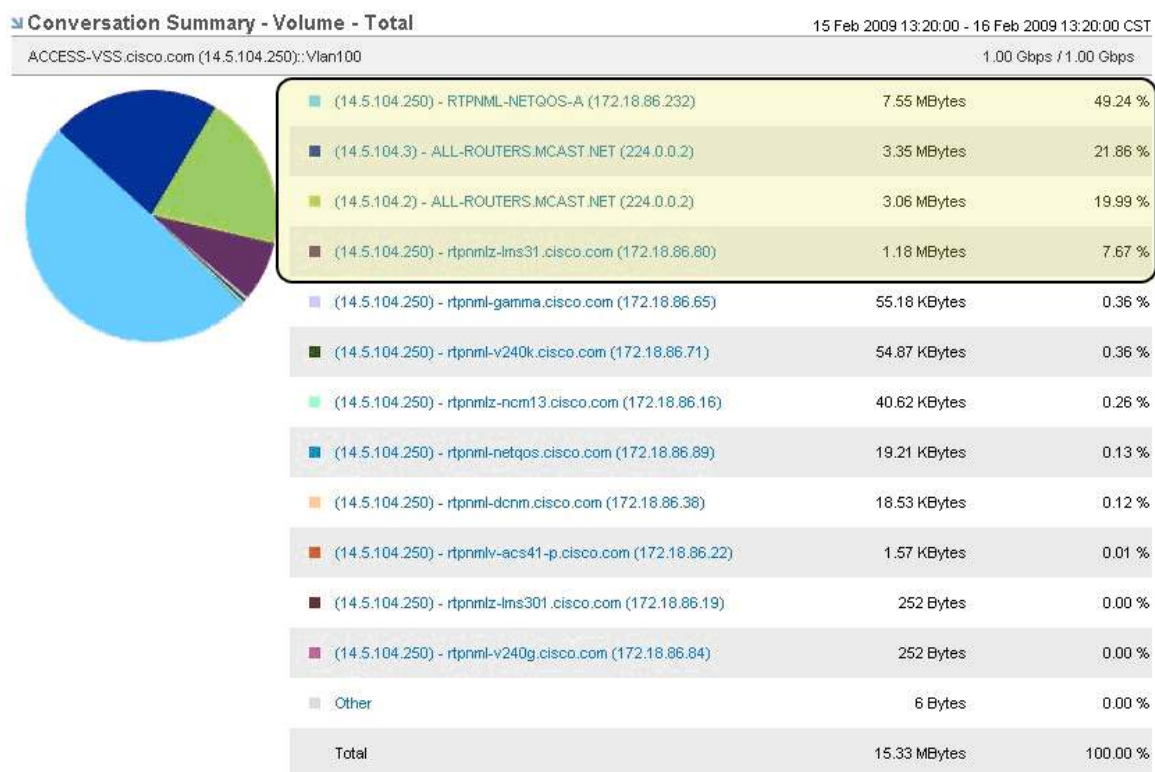 Conversation Summary - Volume - Total 15 Feb 2009 13:20:00 - 16 Feb 2009 13:20:00 CST
ACCESS-VSS.cisco.com (14.5.104.250)::Vlan100 1.00 Gbps / 1.00 Gbps
(14.5.104.250) - RTPNML-NETQOS-A (172.18.86.232) 7.55 MBytes 49.24 %
(14.5.104.3) - ALL-ROUTERS.MCAST.NET (224.0.0.2) 3.35 MBytes 21.86 %
(14.5.104.2) - ALL-ROUTERS.MCAST.NET (224.0.0.2) 3.06 MBytes 19.99 %
(14.5.104.250) - rtpnmlz-lms31.cisco.com (172.18.86.80) 1.18 MBytes 7.67 %
(14.5.104.250) - rtpnml-gamma.cisco.com (172.18.86.65) 55.18 KBytes 0.36 %
(14.5.104.250) - rtpnml-v240k.cisco.com (172.18.86.71) 54.87 KBytes 0.36 %
(14.5.104.250) - rtpnmlz-ncm13.cisco.com (172.18.86.16) 40.62 KBytes 0.26 %
(14.5.104.250) - rtpnml-netqos.cisco.com (172.18.86.89) 19.21 KBytes 0.13 %
(14.5.104.250) - rtpnml-dcnm.cisco.com (172.18.86.38) 18.53 KBytes 0.12 %
(14.5.104.250) - rtpnmlv-acs41-p.cisco.com (172.18.86.22) 1.57 KBytes 0.01 %
(14.5.104.250) - rtpnmlz-lms301.cisco.com (172.18.86.19) 252 Bytes 0.00 %
(14.5.104.250) - rtpnml-v240g.cisco.com (172.18.86.84) 252 Bytes 0.00 %
Other 6 Bytes 0.00 %
Total 15.33 MBytes 100.00 %